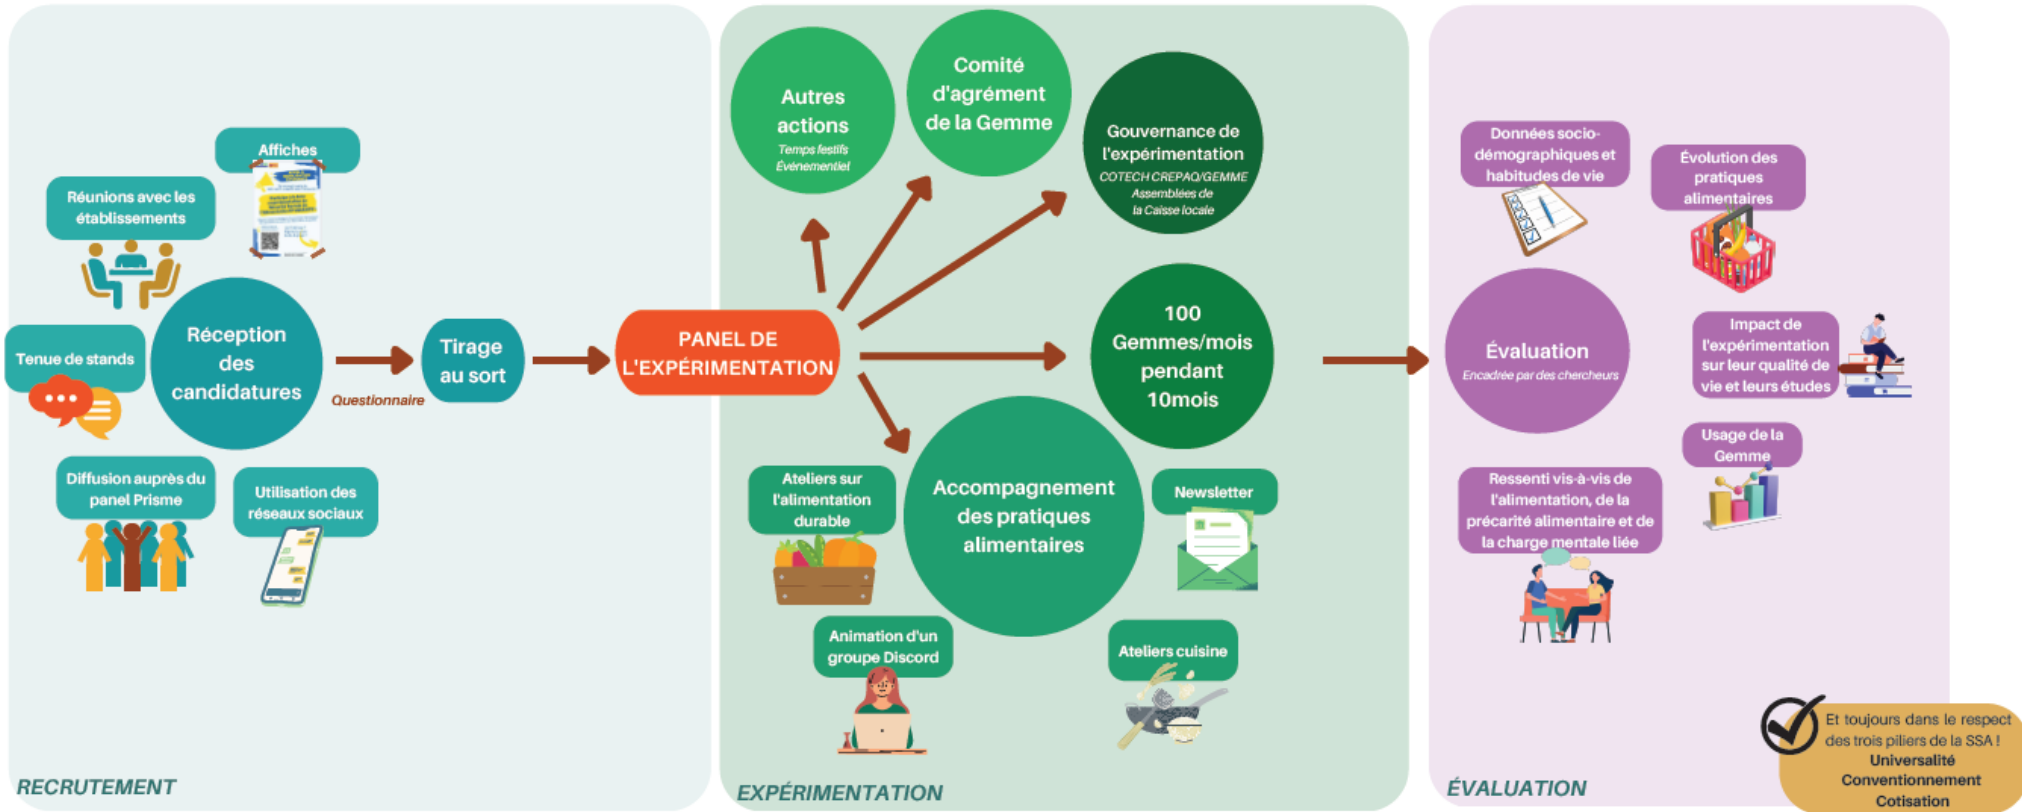 Affiches
Réunions avec les
établissements
Tenue de stands
Réception
des
candidatures
Diffusion auprès du
panel Prisme
Utilisation des
réseaux sociaux
Questionnaire
Tirage
au sort
RECRUTEMENT
PANEL DE
L'EXPÉRIMENTATION
Autres
actions
Temps festifs
Événementiel
Comité
d'agrément
de la Gemme
Gouvernance de
l'expérimentation
COTECH CREPAQ/GEMME
Assemblées de
la Caisse locale
100
Gemmes/mois
pendant
10mois
Accompagnement
des pratiques
alimentaires
Ateliers sur
l'alimentation
durable
Newsletter
Animation d'un
groupe Discord
Ateliers cuisine
EXPÉRIMENTATION
Données socio-
démographiques et
habitudes de vie
Évolution des
pratiques
alimentaires
Évaluation
Encadrée par des chercheurs
Impact de
l'expérimentation
sur leur qualité de
vie et leurs études
Usage de la
Gemme
Ressenti vis-à-vis de
l'alimentation, de la
précarité alimentaire et de
la charge mentale liée
ÉVALUATION
Et toujours dans le respect
des trois piliers de la SSA !
Universalité
Conventionnement
Cotisation